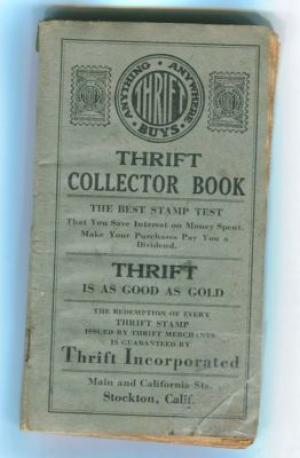 ANYTHING • ANYWHERE
THRIFT
BUYS
THRIFT
COLLECTOR BOOK
THE BEST STAMP TEST
That You Save Interest on Money Spent.
Make Your Purchases Pay You a
Dividend.
THRIFT
IS AS GOOD AS GOLD
THE REDEMPTION OF EVERY
THRIFT STAMP
ISSUED BY THRIFT MERCHANTS
IS GUARANTEED BY
Thrift Incorporated
Main and California Sts.
Stockton, Calif.